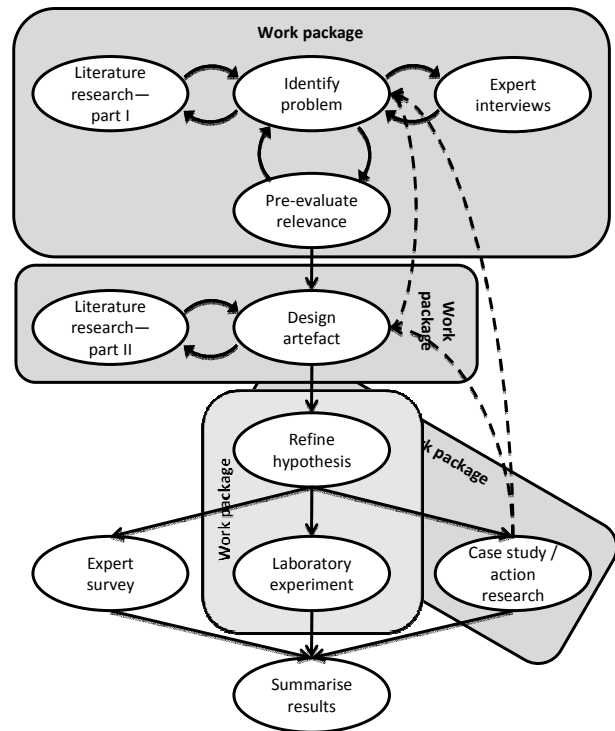 Work package
Literature
research—
part I
Identify
problem
Expert
interviews
Pre-evaluate
relevance
Literature
research—
part II
Design
artefact
Work
package
Refine
hypothesis
package
Work package
Expert
survey
Laboratory
experiment
Case study /
action
research
Summarise
results